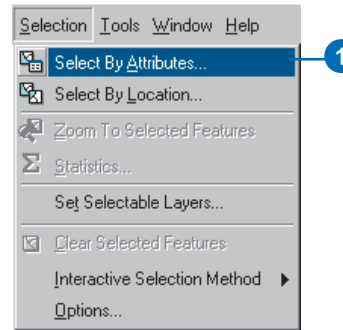 Selection Tools Window Help
Select By Attributes... 1
Select By Location...
Zoom To Selected Features
Statistics...
Set Selectable Layers...
Clear Selected Features
Interactive Selection Method
Options...